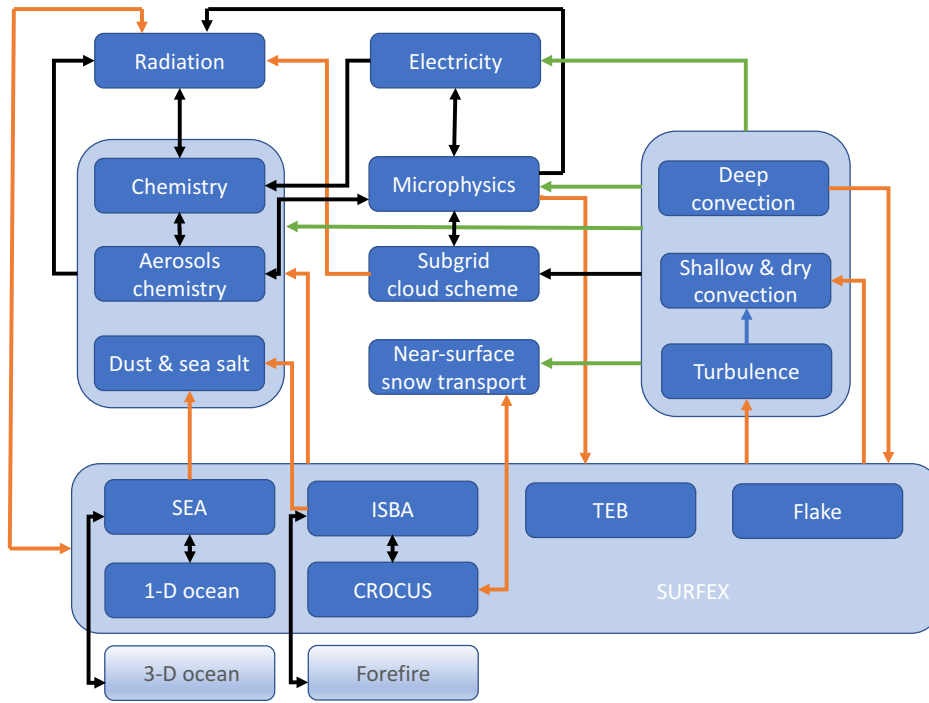 Radiation
Electricity
Chemistry
Microphysics
Deep
convection
Aerosols
chemistry
Subgrid
cloud scheme
Shallow & dry
convection
Dust & sea salt
Near-surface
snow transport
Turbulence
SEA
ISBA
TEB
Flake
1-D ocean
CROCUS
SURFEX
3-D ocean
Forefire